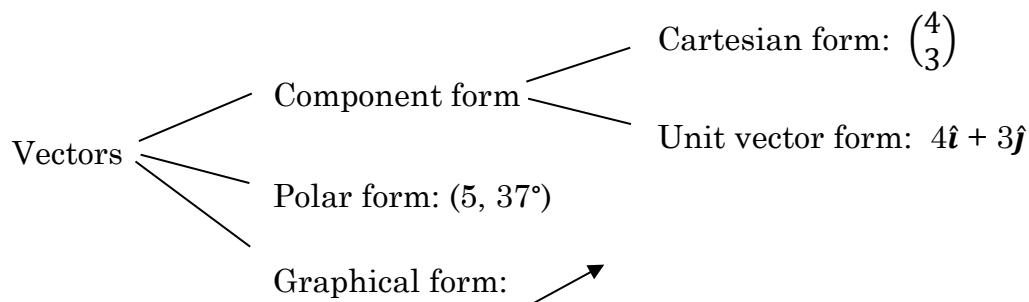 Cartesian form: (4 3)
Component form
Unit vector form: 4î + 3ĵ
Vectors
Polar form: (5, 37°)
Graphical form: